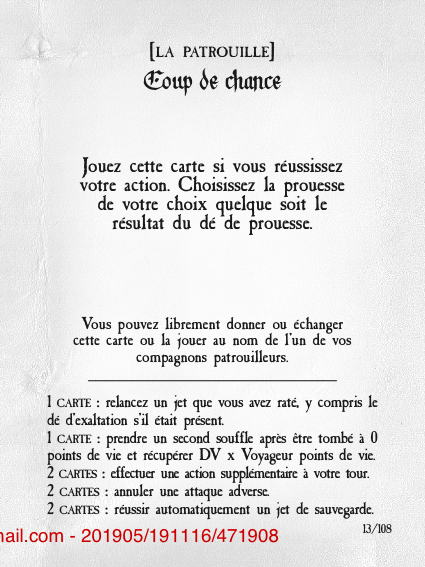 [LA PATROUILLE]
Coup de chance
Jouez cette carte si vous réussissez
votre action. Choisissez la prouesse
de votre choix quelque soit le
résultat du dé de prouesse.
Vous pouvez librement donner ou échanger
cette carte ou la jouer au nom de l'un de vos
compagnons patrouilleurs.
1 CARTE : relancez un jet que vous avez raté, y compris le
dé d'exaltation s'il était présent.
1 CARTE : prendre un second souffle après être tombé à 0
points de vie et récupérer DV x Voyageur points de vie.
2 CARTES : effectuer une action supplémentaire à votre tour.
2 CARTES : annuler une attaque adverse.
2 CARTES : réussir automatiquement un jet de sauvegarde.
13/108
mail.com - 201905/191116/471908